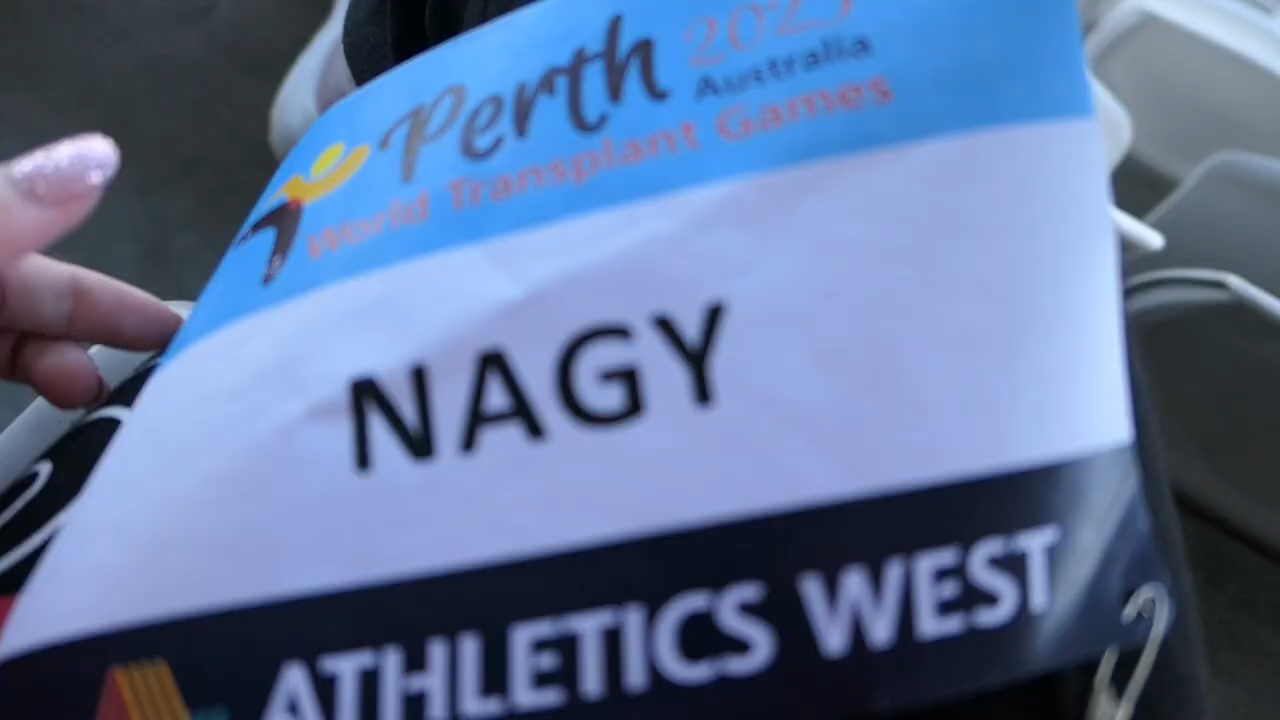 Perth 2023
Australia
World Transplant Games
NAGY
ATHLETICS WEST